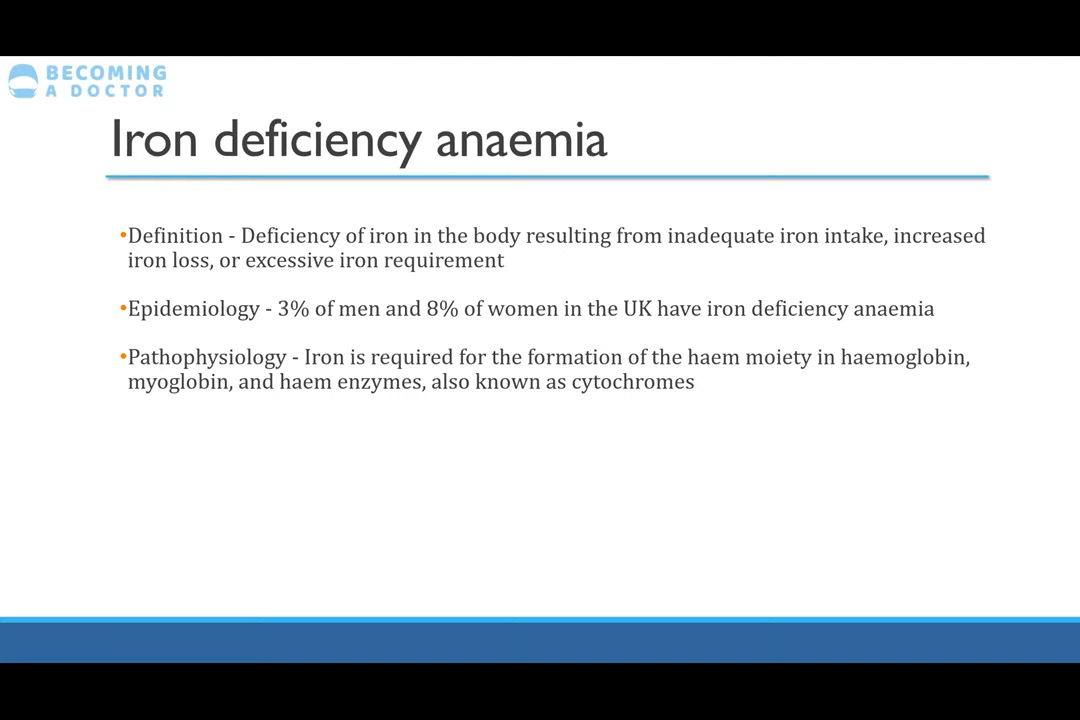 BECOMING
A DOCTOR
Iron deficiency anaemia
•Definition - Deficiency of iron in the body resulting from inadequate iron intake, increased
iron loss, or excessive iron requirement
•Epidemiology - 3% of men and 8% of women in the UK have iron deficiency anaemia
•Pathophysiology - Iron is required for the formation of the haem moiety in haemoglobin,
myoglobin, and haem enzymes, also known as cytochromes